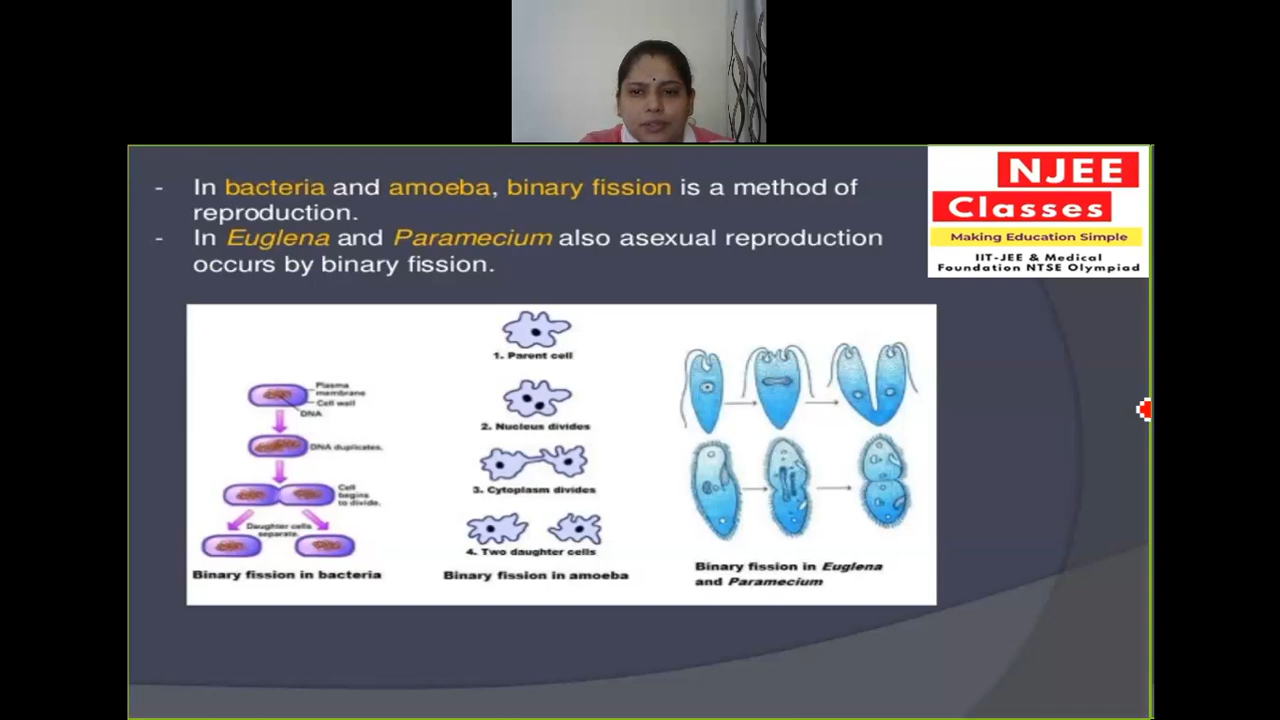 - In bacteria and amoeba, binary fission is a method of
reproduction.
- In Euglena and Paramecium also asexual reproduction
occurs by binary fission.
NJEE
Classes
Making Education Simple
IIT-JEE & Medical
Foundation NTSE Olympiad
Plasma
membrane
Cell wall
DNA
DNA duplicates.
Cell
begins
to divide.
Daughter cells
separate.
Binary fission in bacteria
1. Parent cell
2. Nucleus divides
3. Cytoplasm divides
4. Two daughter cells
Binary fission in amoeba
Binary fission in Euglena
and Paramecium